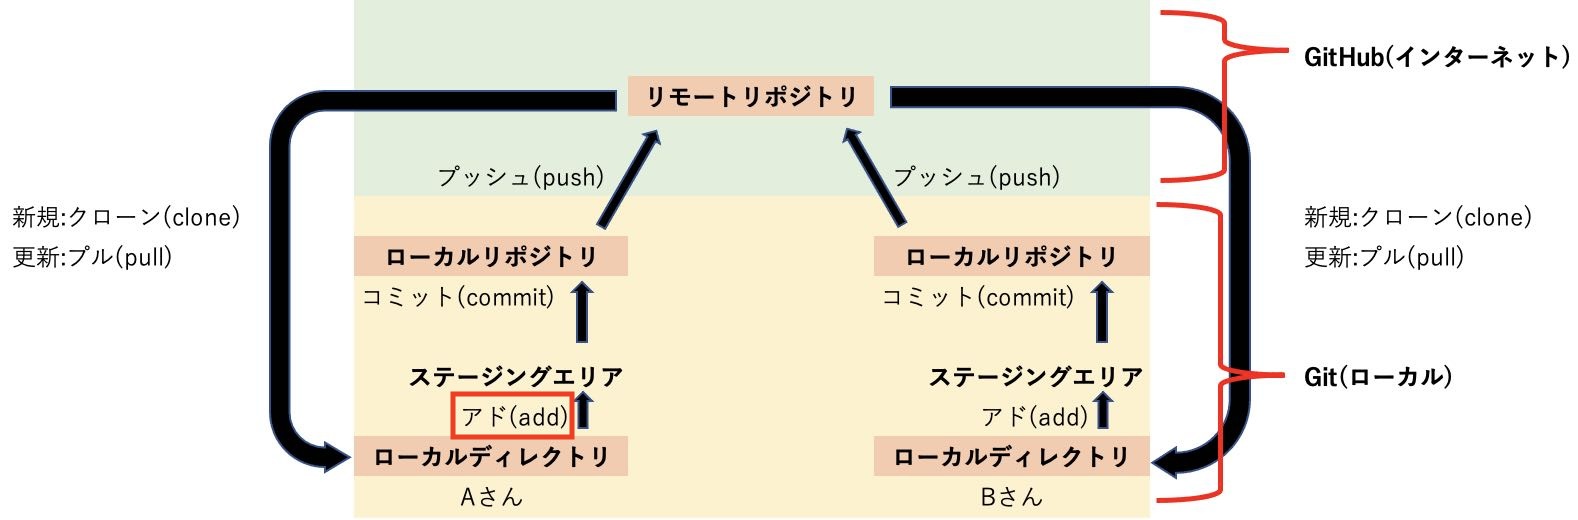 GitHub(インターネット)
リモートリポジトリ
プッシュ(push)
プッシュ(push)
新規:クローン(clone)
更新:プル(pull)
新規:クローン(clone)
更新:プル(pull)
ローカルリポジトリ
ローカルリポジトリ
コミット(commit)
コミット(commit)
ステージングエリア
ステージングエリア
Git(ローカル)
アド(add)
アド(add)
ローカルディレクトリ
ローカルディレクトリ
Aさん
Bさん